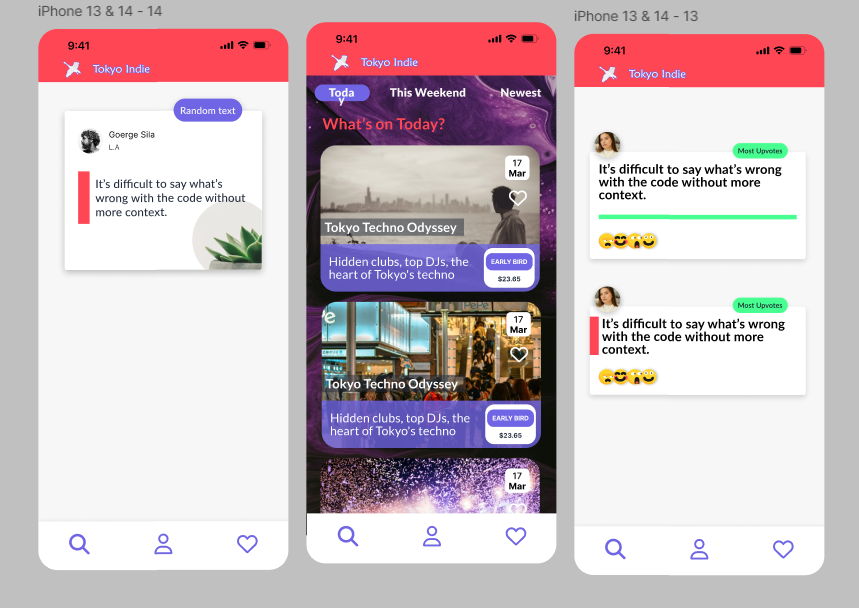 iPhone 13 & 14 - 14
9:41
Tokyo Indie
Random text
Goerge Sila
L.A
It's difficult to say what's
wrong with the code without
more context.
9:41
Tokyo Indie
Toda
y
This Weekend
Newest
What's on Today?
17
Mar
Tokyo Techno Odyssey
Hidden clubs, top DJs, the
heart of Tokyo's techno
EARLY BIRD
$23.65
17
Mar
Tokyo Techno Odyssey
Hidden clubs, top DJs, the
heart of Tokyo's techno
EARLY BIRD
$23.65
17
Mar
iPhone 13 & 14 - 13
9:41
Tokyo Indie
Most Upvotes
It's difficult to say what's wrong
with the code without more
context.
Most Upvotes
It's difficult to say what's wrong
with the code without more
context.